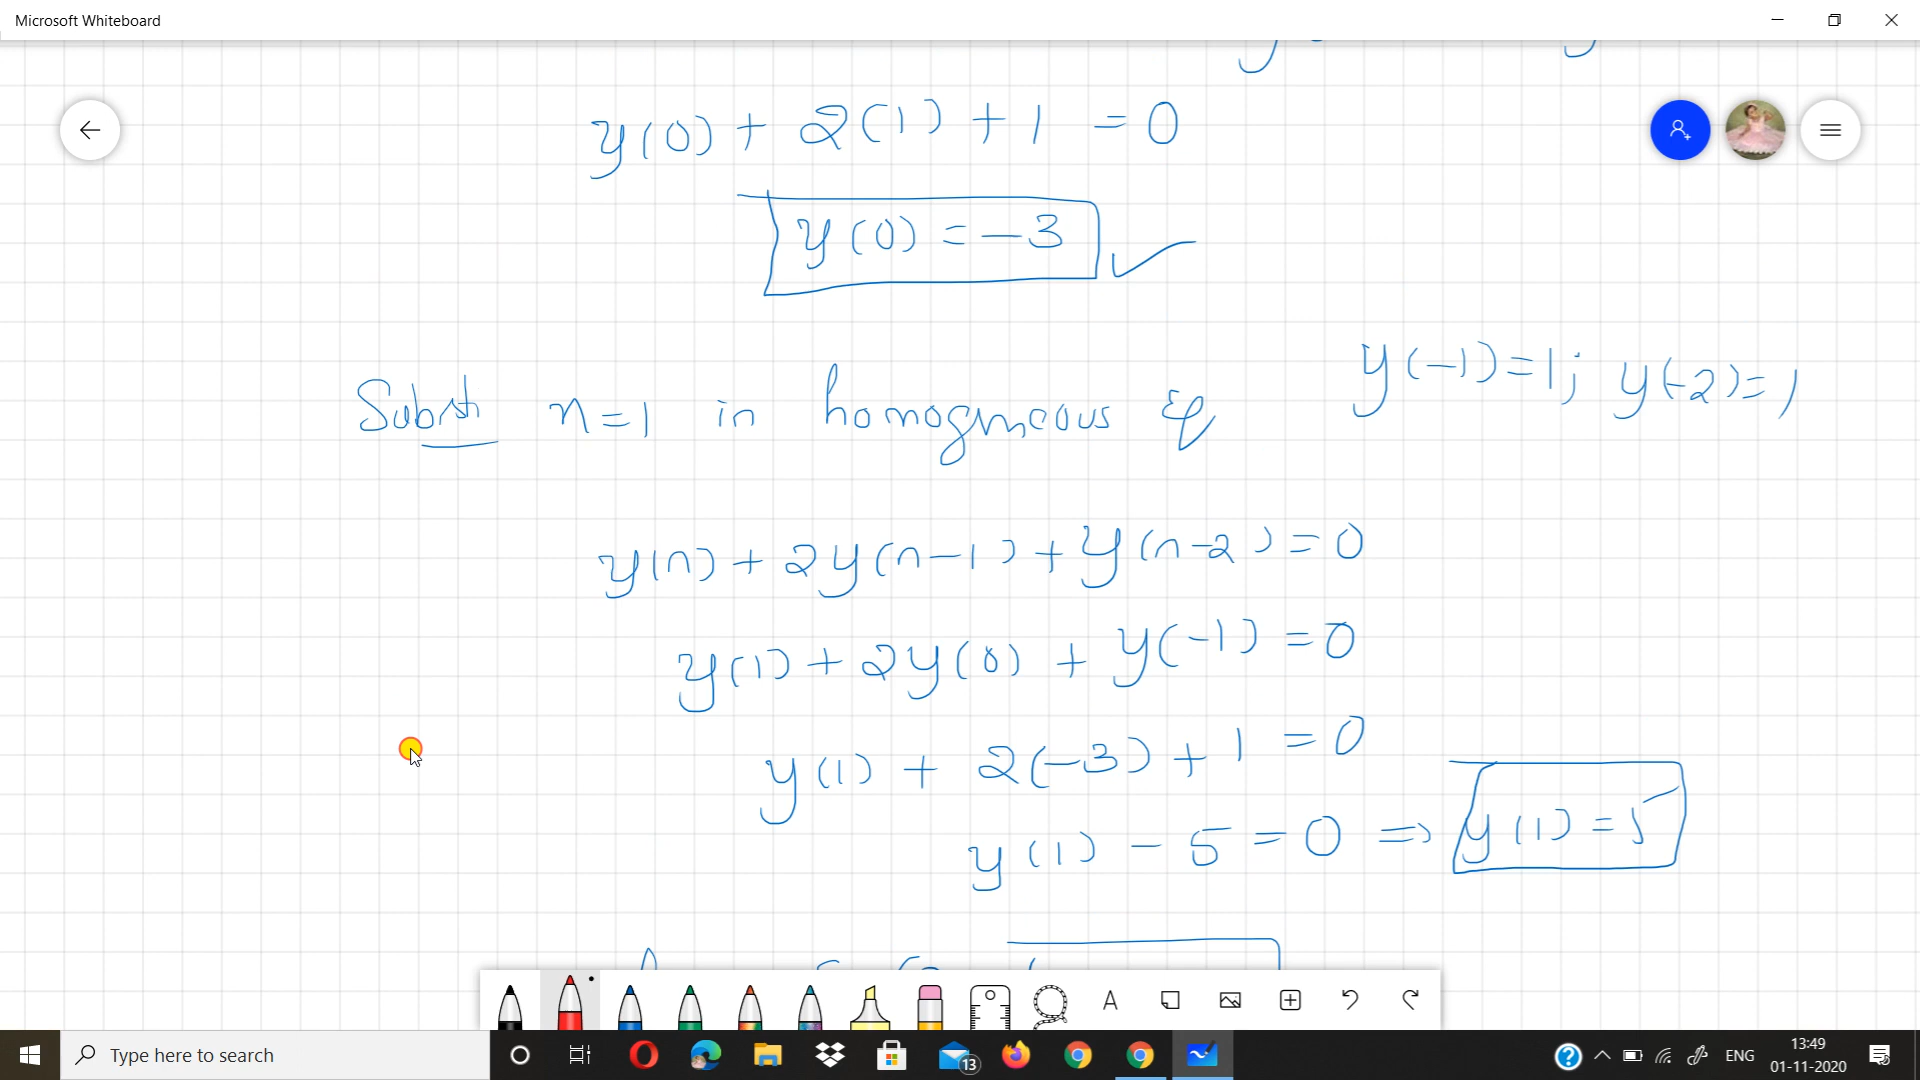 Microsoft Whiteboard
y(0) + 2(1) + 1 = 0
y(0) = -3
y(-1) = 1; y(-2) = 1
Subst n=1 in homogeneous Eq
y(n) + 2y(n-1) + y(n-2) = 0
y(1) + 2y(0) + y(-1) = 0
y(1) + 2(-3) + 1 = 0
y(1) - 5 = 0 ⇒ y(1) = 5
A
Type here to search
13
ENG
13:49
01-11-2020